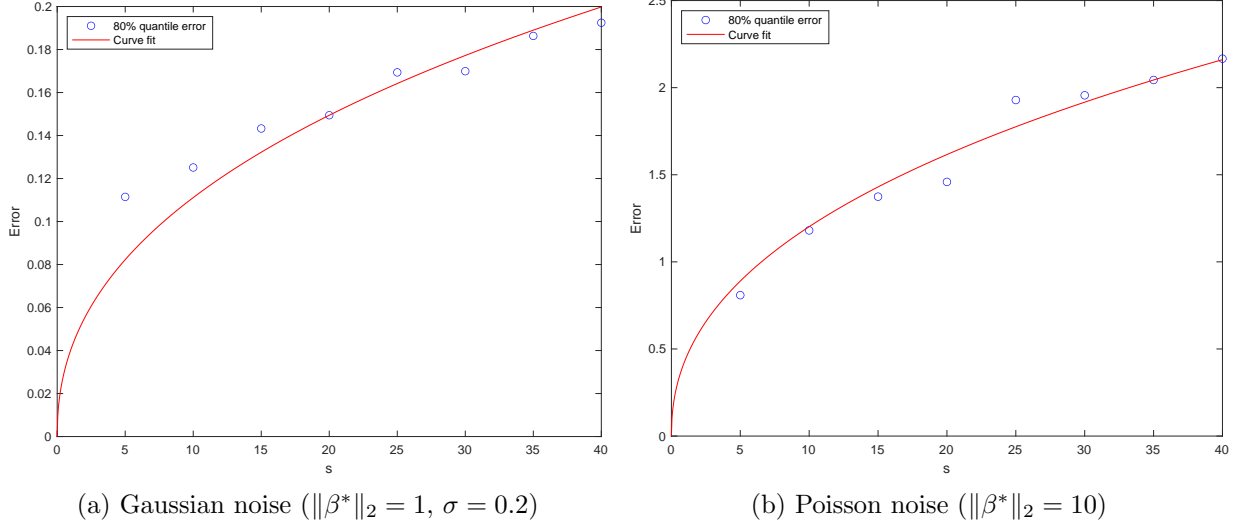 0.2
0.18
0.16
0.14
0.12
0.1
0.08
0.06
0.04
0.02
0
Error
80% quantile error
Curve fit
0 5 10 15 20 25 30 35 40
s
(a) Gaussian noise (‖β*‖₂ = 1, σ = 0.2)
2.5
2
1.5
1
0.5
0
Error
80% quantile error
Curve fit
0 5 10 15 20 25 30 35 40
s
(b) Poisson noise (‖β*‖₂ = 10)